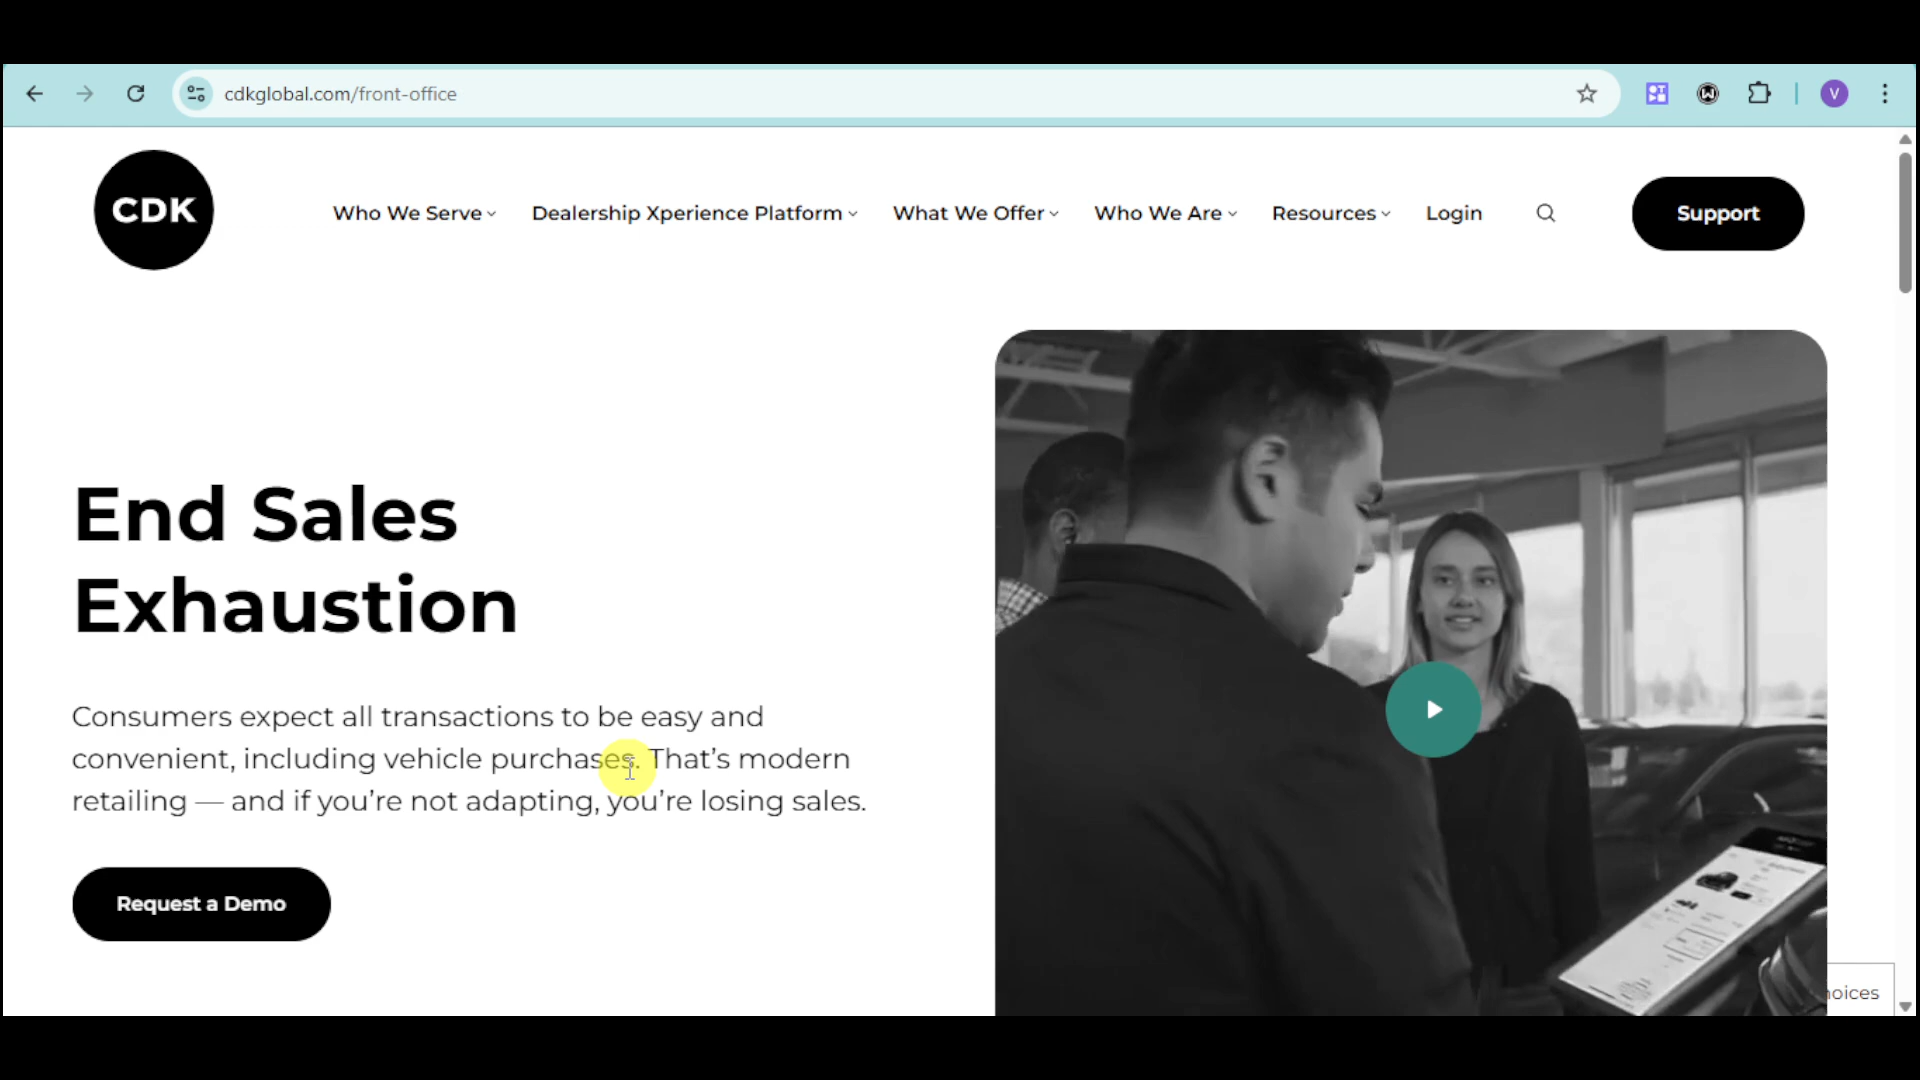 cdkglobal.com/front-office
V
CDK
Who We Serve
Dealership Xperience Platform
What We Offer
Who We Are
Resources
Login
Support
End Sales
Exhaustion
Consumers expect all transactions to be easy and
convenient, including vehicle purchases. That’s modern
retailing — and if you’re not adapting, you’re losing sales.
Request a Demo